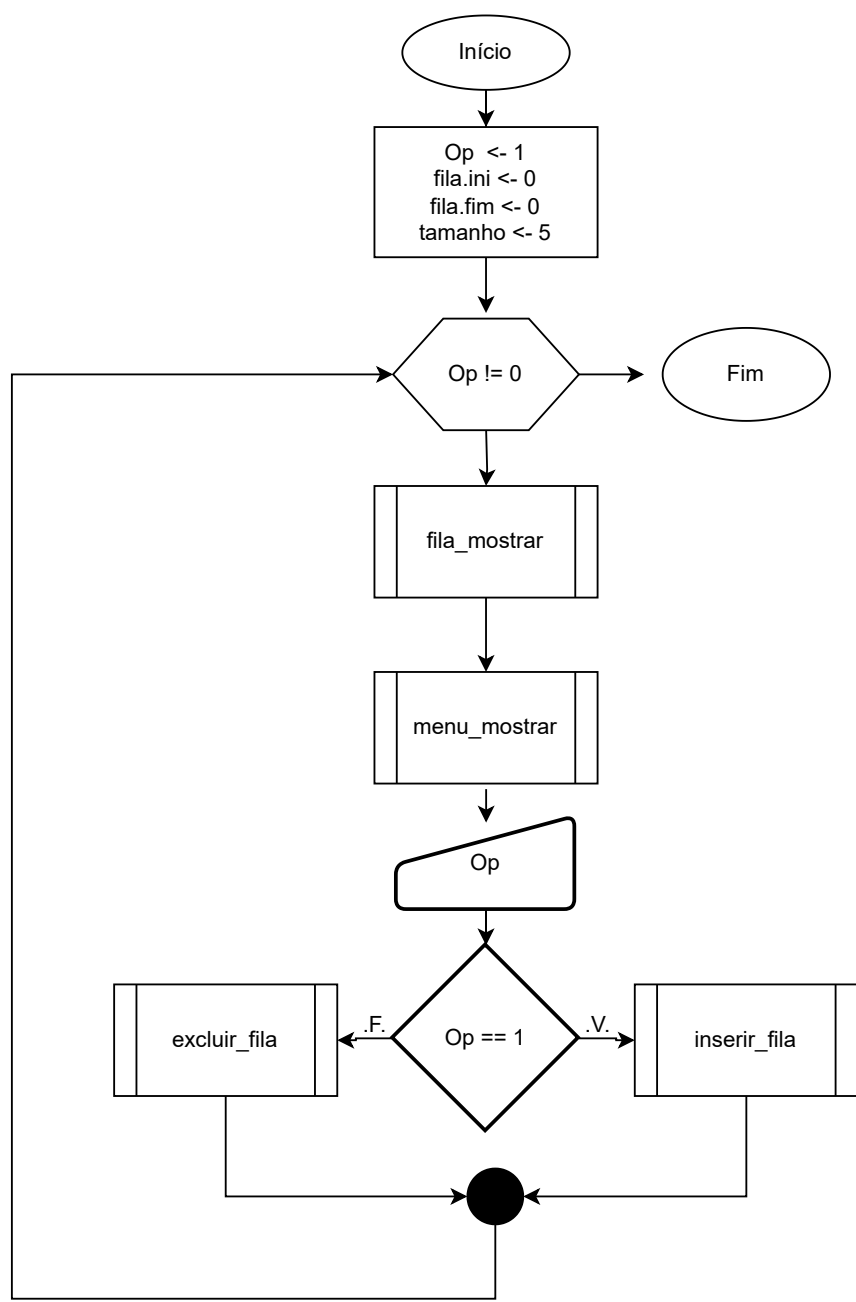 Início
Op <- 1
fila.ini <- 0
fila.fim <- 0
tamanho <- 5
Op != 0
Fim
fila_mostrar
menu_mostrar
Op
.F.
.V.
excluir_fila
Op == 1
inserir_fila